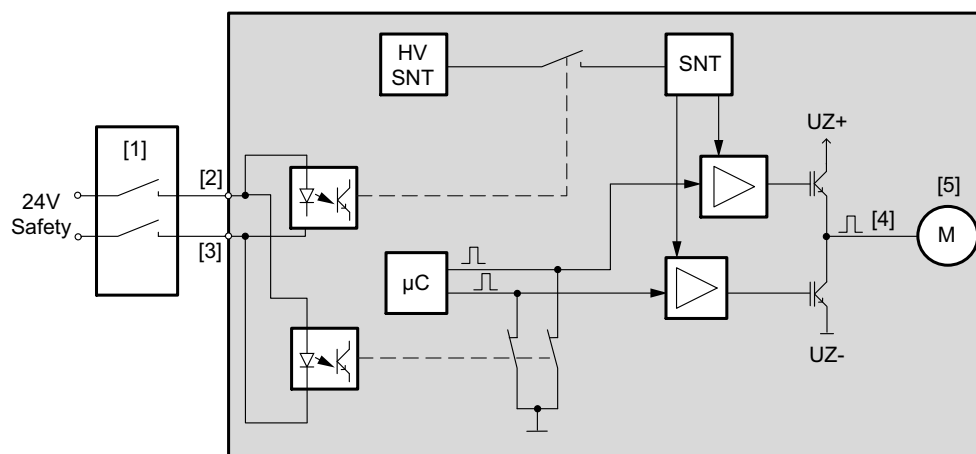 HV
SNT
SNT
UZ+
[1]
[2]
24V
Safety
[3]
[4]
[5]
M
µC
UZ-